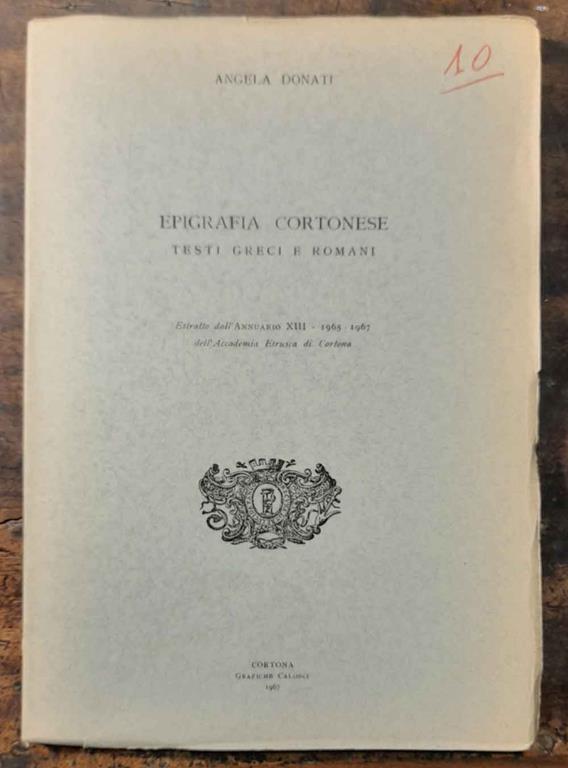 10
ANGELA DONATI
EPIGRAFIA CORTONESE
TESTI GRECI E ROMANI
Estratto dall'ANNUARIO XIII - 1965 - 1967
dell'Accademia Etrusca di Cortona
CORTONA
GRAFICHE CALOSCI
1967